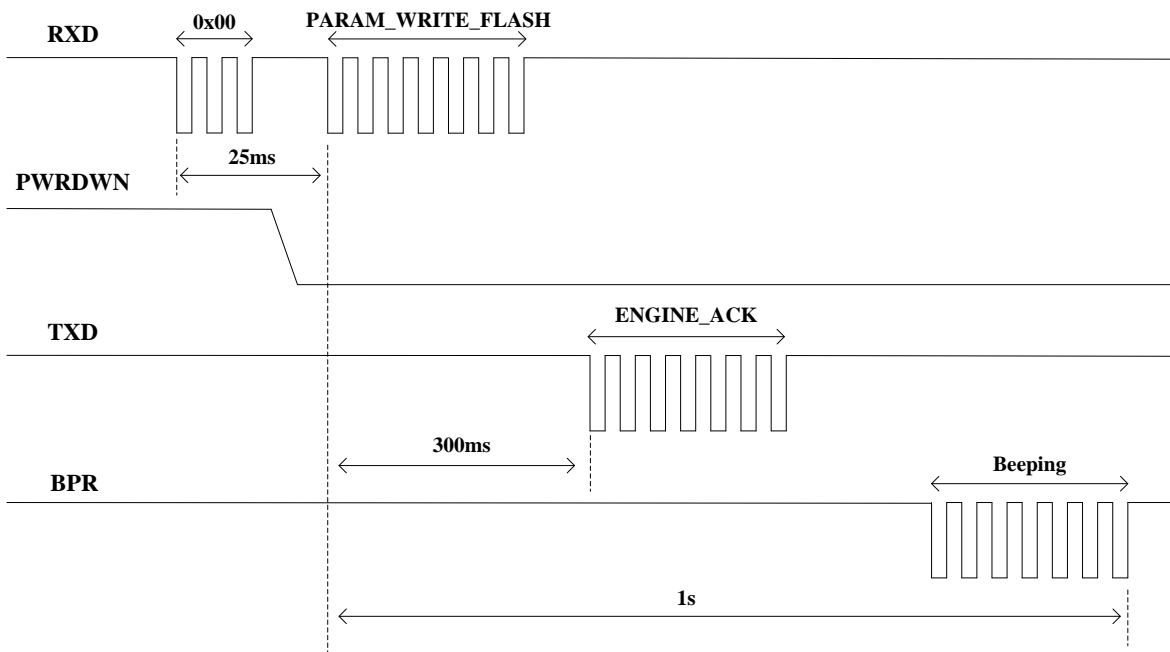 0x00
PARAM_WRITE_FLASH
RXD
25ms
PWRDWN
ENGINE_ACK
TXD
300ms
Beeping
BPR
1s